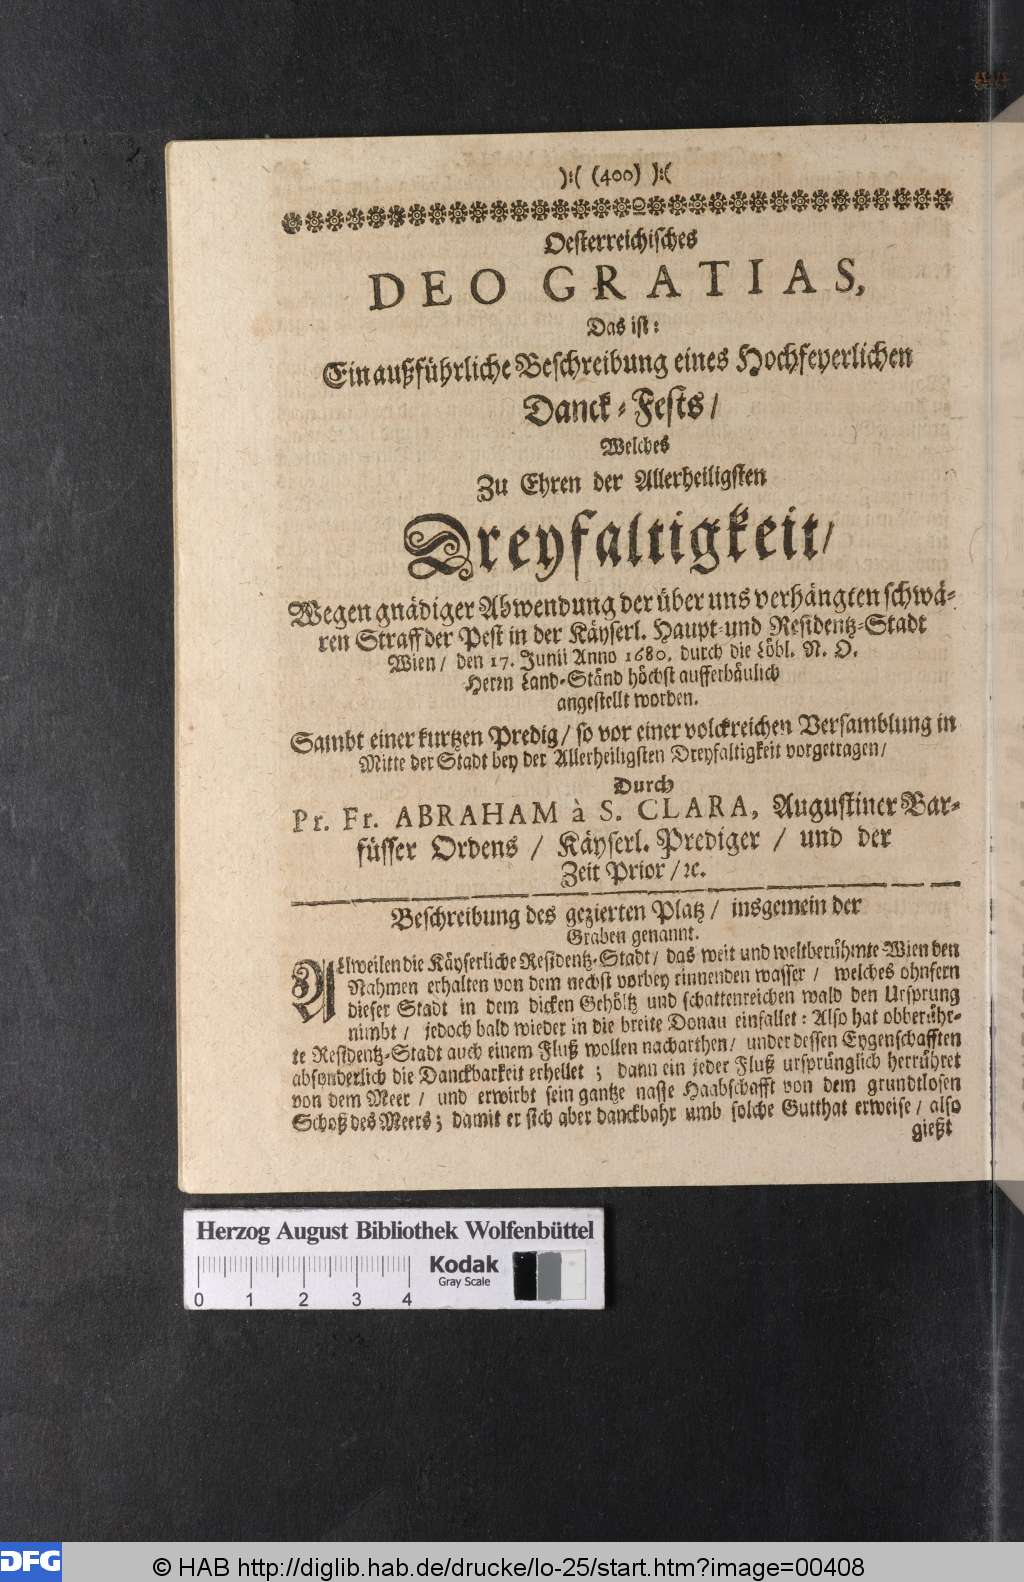 ):( (400) ):(
Oesterreichisches
DEO GRATIAS,
Das ist:
Ein außführliche Beschreibung eines Hochfeyerlichen
Danck-Fests/
Welches
Zu Ehren der Allerheiligsten
Dreyfaltigkeit/
Wegen gnädiger Abwendung der über uns verhängten schwä-
ren Straff der Pest in der Käyserl. Haupt-und Residentz-Stadt
Wien/ den 17. Junii Anno 1680. durch die Löbl. N. O.
Herrn Land-Ständ höchst aufferbäulich
angestellt worden.
Sambt einer kurtzen Predig/ so vor einer volckreichen Versamblung in
Mitte der Stadt bey der Allerheiligsten Dreyfaltigkeit vorgetragen/
Durch
Pr. Fr. ABRAHAM à S. CLARA, Augustiner Bar-
füsser Ordens / Käyserl. Prediger / und der
Zeit Prior /ꝛc.
Beschreibung des gezierten Platz/ insgemein der
Graben genannt.
Allweilen die Käyserliche Residentz-Stadt/ das weit und weltberühmte Wien den
Nahmen erhalten von dem nechst vorbey rinnenden wasser / welches ohnfern
dieser Stadt in dem dicken Gehöltz und schattenreichen wald den Ursprung
nimbt / jedoch bald wieder in die breite Donau einfallet: Also hat obberühr-
te Residentz-Stadt auch einem Fluß wollen nacharthen/ under dessen Eygenschafften
absonderlich die Danckbarkeit erhellet ; dann ein jeder Fluß ursprünglich herrühret
von dem Meer / und erwirbt sein gantze nasse Haabschafft von dem grundtlosen
Schoß des Meers; damit er sich aber danckbahr umb solche Gutthat erweise / also
gießt
Herzog August Bibliothek Wolfenbüttel
Kodak
Gray Scale
0 1 2 3 4
DFG
© HAB http://diglib.hab.de/drucke/lo-25/start.htm?image=00408